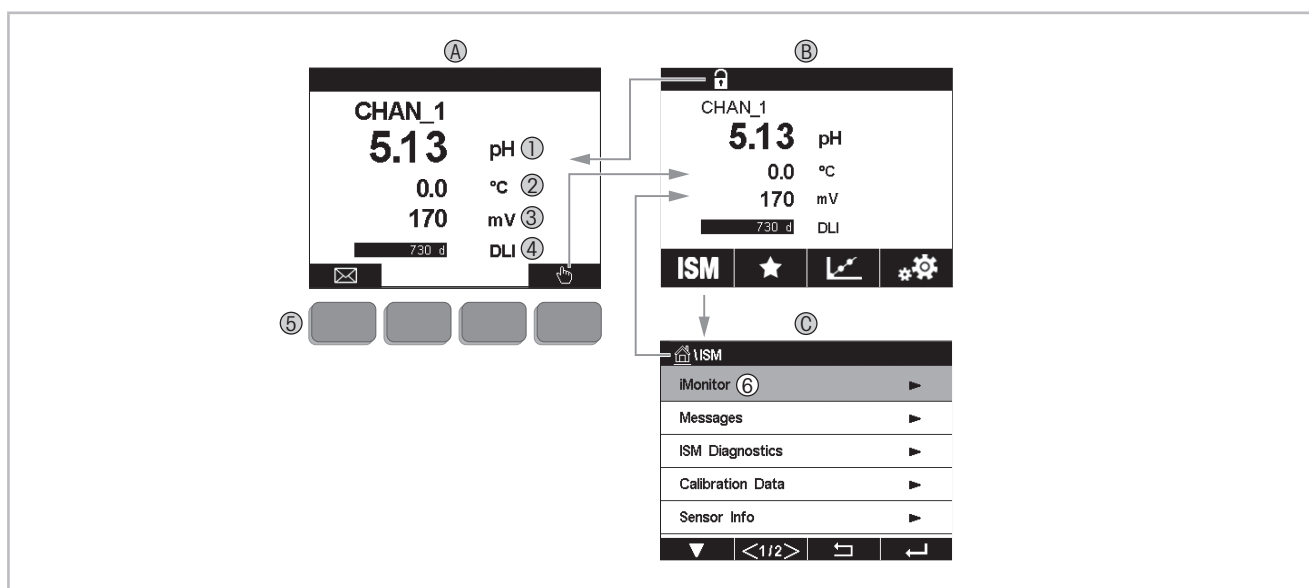 Ⓐ
CHAN_1
5.13 pH ①
0.0 °C ②
170 mV ③
730 d DLI ④
⑤
Ⓑ
CHAN_1
5.13 pH
0.0 °C
170 mV
730 d DLI
ISM
Ⓒ
\ISM
iMonitor ⑥
Messages
ISM Diagnostics
Calibration Data
Sensor Info
<1/2>